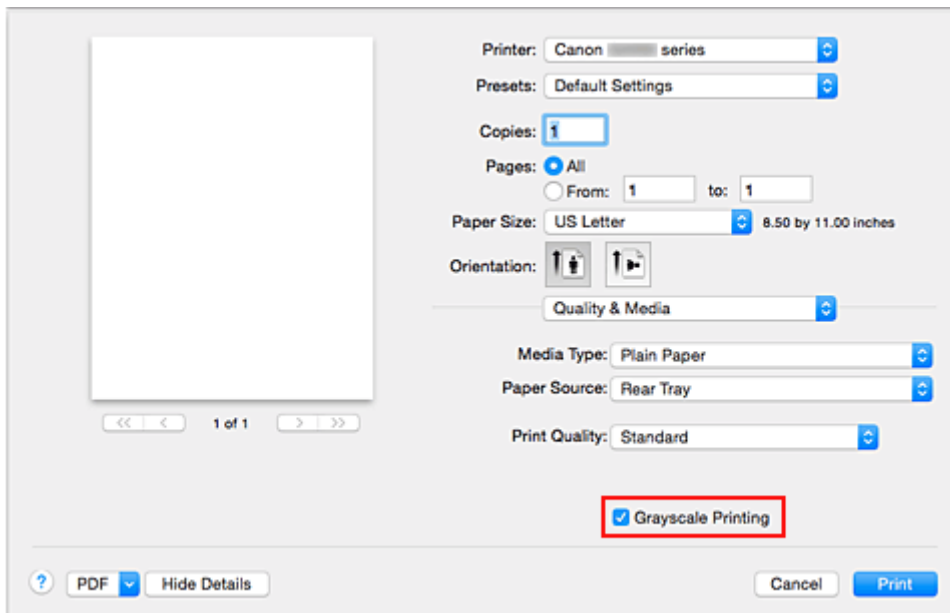 Printer: Canon series
Presets: Default Settings
Copies: 1
Pages: All
From: 1 to: 1
Paper Size: US Letter 8.50 by 11.00 inches
Orientation:
Quality & Media
Media Type: Plain Paper
Paper Source: Rear Tray
1 of 1
Print Quality: Standard
Grayscale Printing
? PDF Hide Details Cancel Print